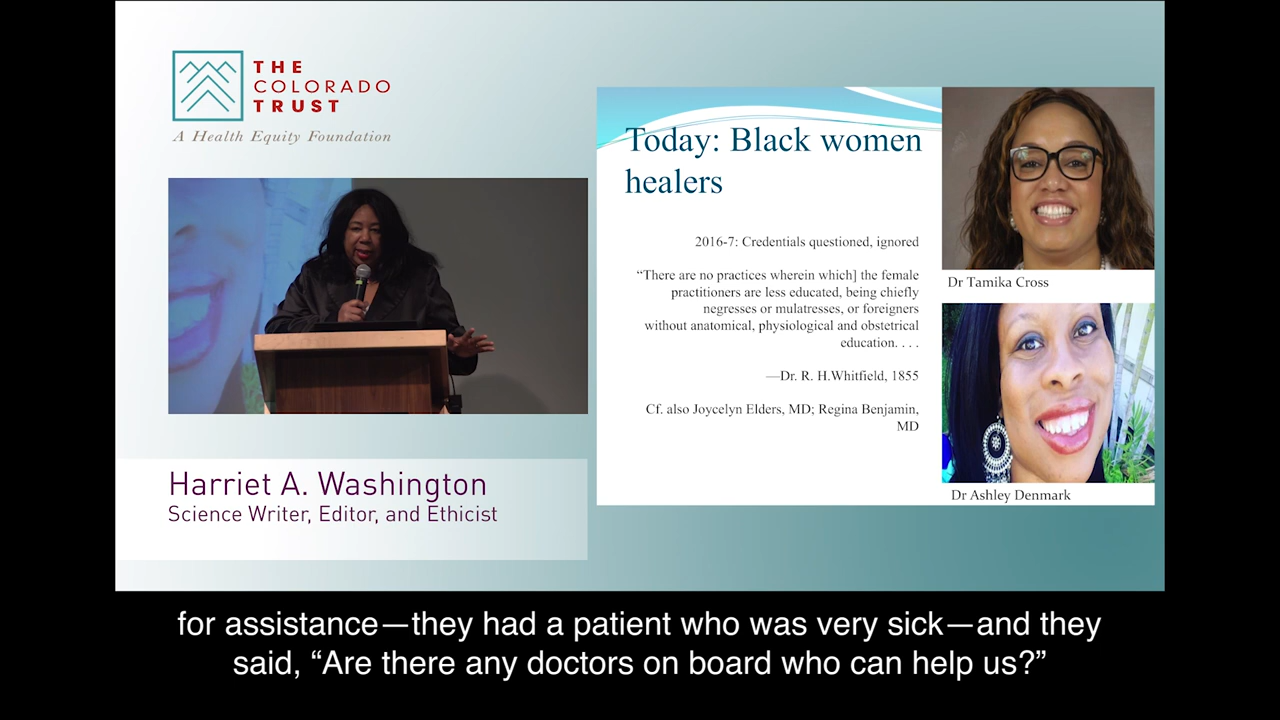 THE
COLORADO
TRUST
A Health Equity Foundation
Harriet A. Washington
Science Writer, Editor, and Ethicist
Today: Black women
healers
2016-7: Credentials questioned, ignored
“There are no practices wherein which] the female
practitioners are less educated, being chiefly
negresses or mulatresses, or foreigners
without anatomical, physiological and obstetrical
education. . . .
—Dr. R. H.Whitfield, 1855
Cf. also Joycelyn Elders, MD; Regina Benjamin,
MD
Dr Tamika Cross
Dr Ashley Denmark
for assistance—they had a patient who was very sick—and they
said, “Are there any doctors on board who can help us?”